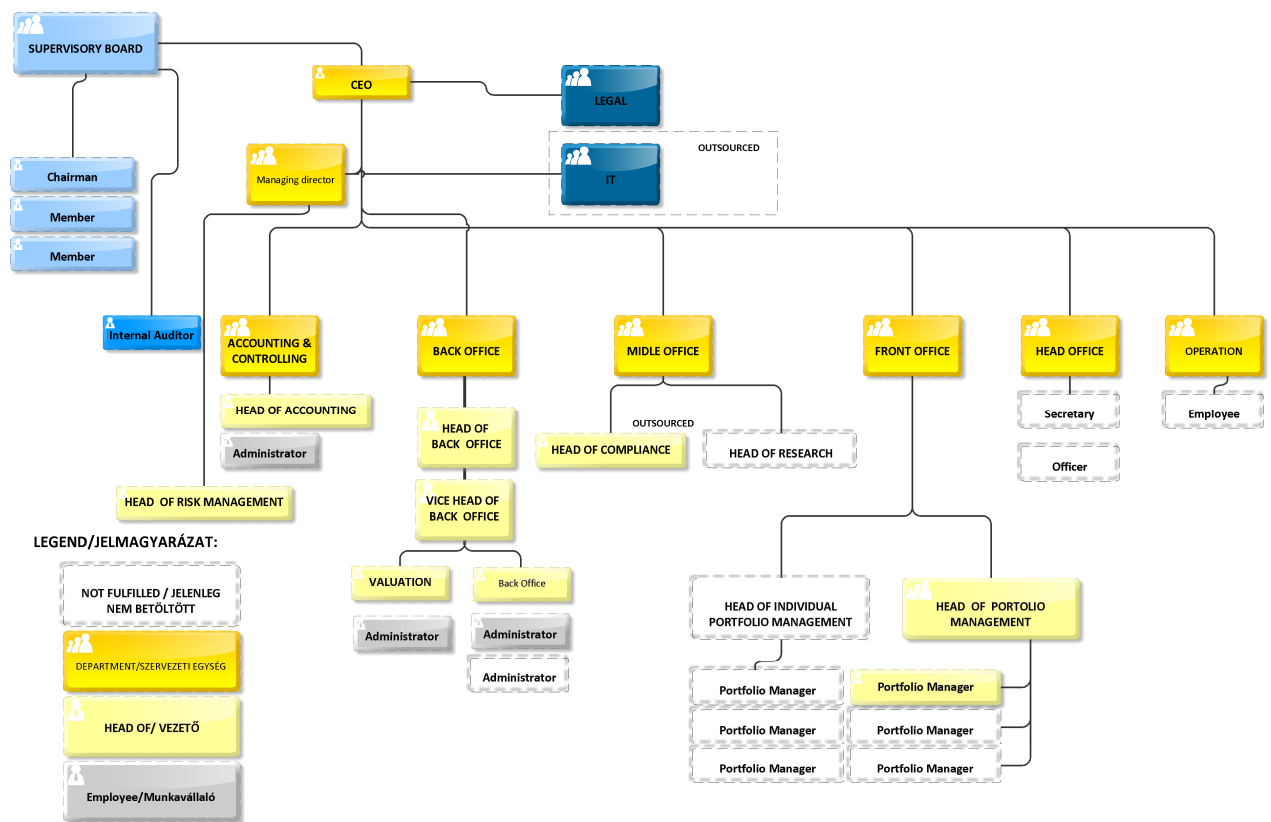 SUPERVISORY BOARD
CEO
LEGAL
OUTSOURCED
Managing director
IT
Chairman
Member
Member
Internal Auditor
ACCOUNTING &
CONTROLLING
BACK OFFICE
MIDLE OFFICE
FRONT OFFICE
HEAD OFFICE
OPERATION
HEAD OF ACCOUNTING
Administrator
HEAD OF
BACK OFFICE
OUTSOURCED
HEAD OF COMPLIANCE
HEAD OF RESEARCH
Secretary
Officer
Employee
HEAD OF RISK MANAGEMENT
VICE HEAD OF
BACK OFFICE
VALUATION
Back Office
Administrator
Administrator
Administrator
HEAD OF INDIVIDUAL
PORTFOLIO MANAGEMENT
HEAD OF PORTOLIO
MANAGEMENT
Portfolio Manager
Portfolio Manager
Portfolio Manager
Portfolio Manager
Portfolio Manager
Portfolio Manager
LEGEND/JELMAGYARÁZAT:
NOT FULFILLED / JELENLEG
NEM BETÖLTÖTT
DEPARTMENT/SZERVEZETI EGYSÉG
HEAD OF/ VEZETŐ
Employee/Munkavállaló